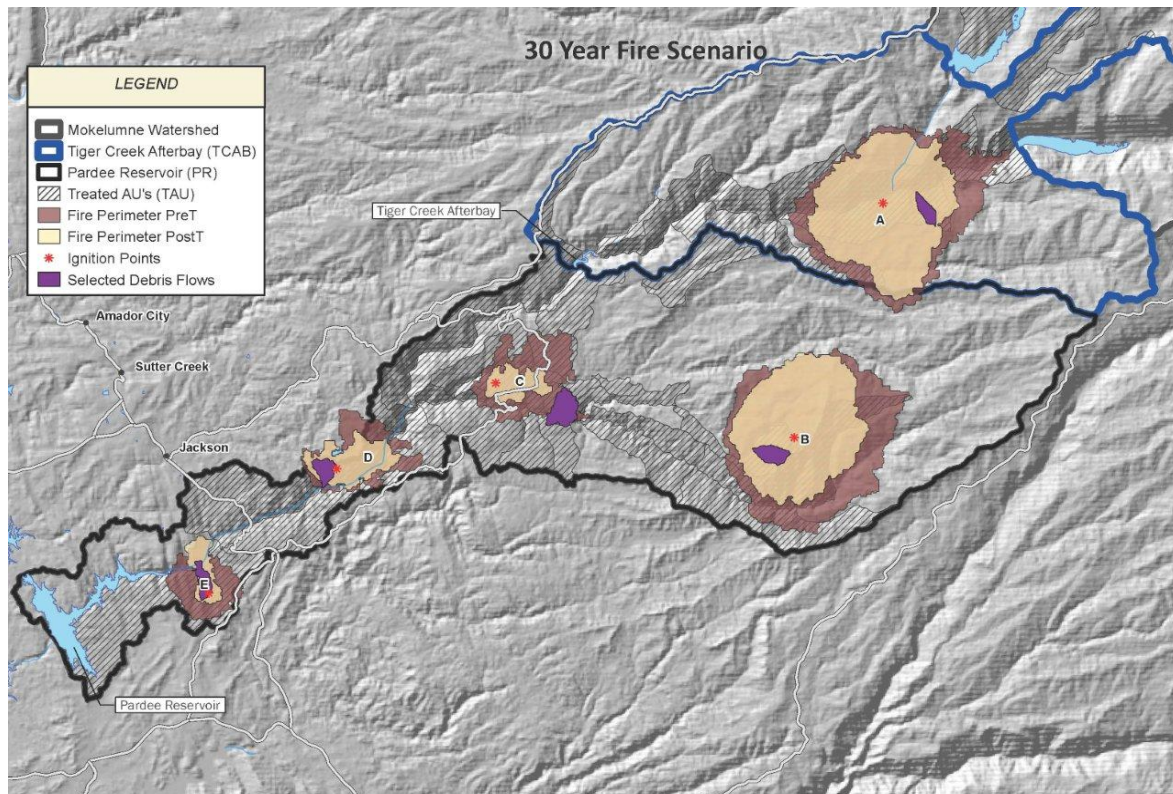 30 Year Fire Scenario
LEGEND
Mokelumne Watershed
Tiger Creek Afterbay (TCAB)
Pardee Reservoir (PR)
Treated AU's (TAU)
Fire Perimeter PreT
Fire Perimeter PostT
Ignition Points
Selected Debris Flows
Tiger Creek Afterbay
A
Amador City
Sutter Creek
C
B
Jackson
D
E
Pardee Reservoir